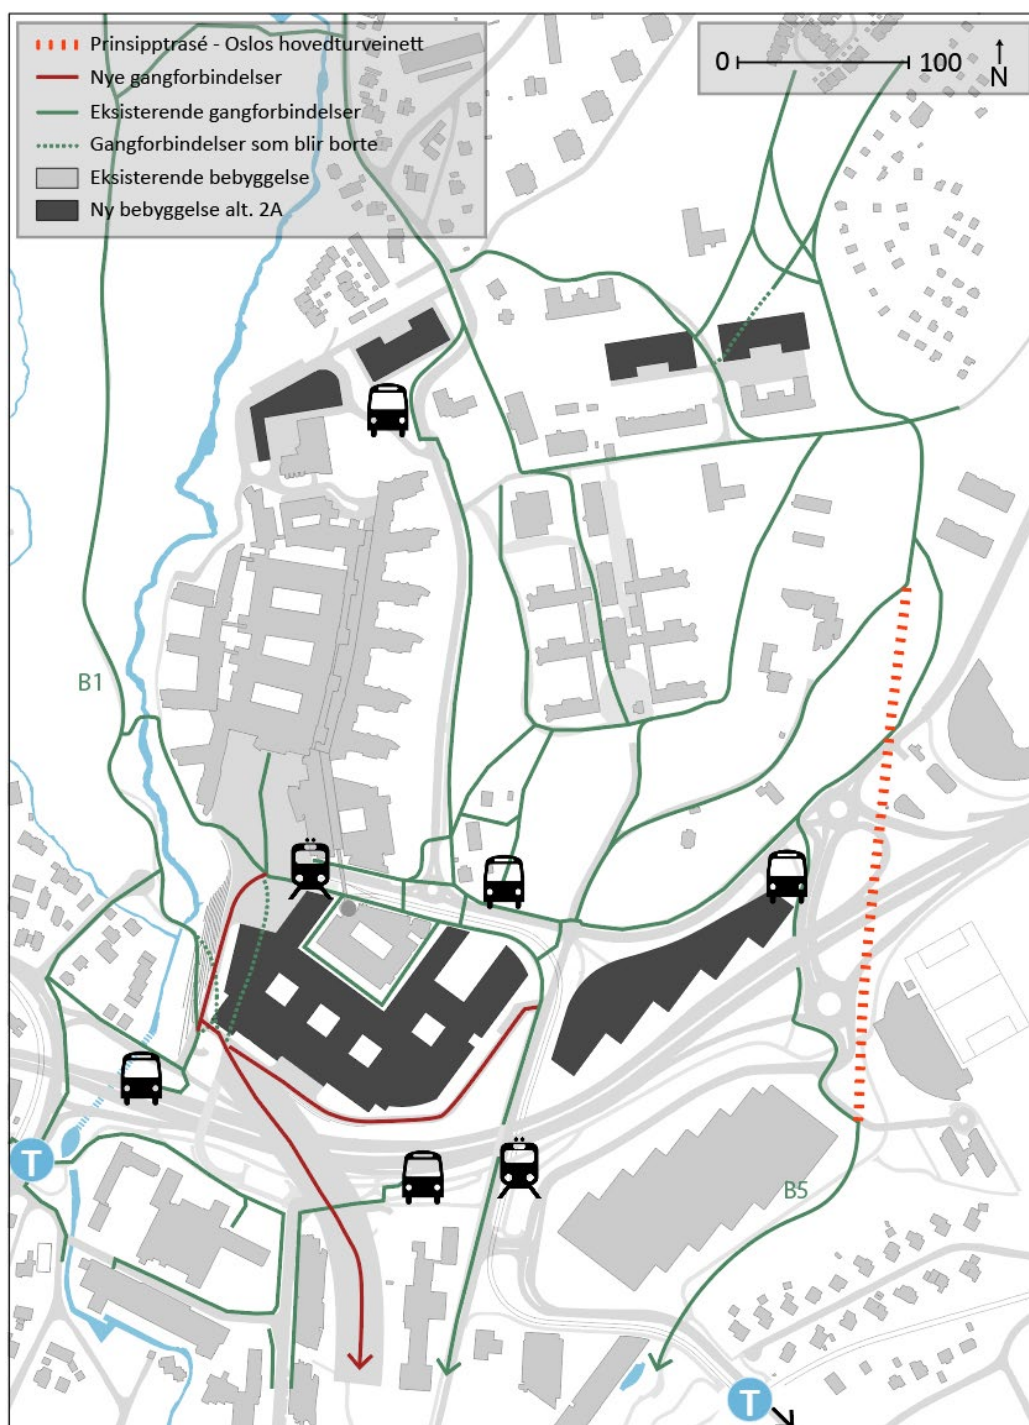 Prinsipptrasé - Oslos hovedturveinett
Nye gangforbindelser
Eksisterende gangforbindelser
Gangforbindelser som blir borte
Eksisterende bebyggelse
Ny bebyggelse alt. 2A
0 100
N
B1
T
B5
T